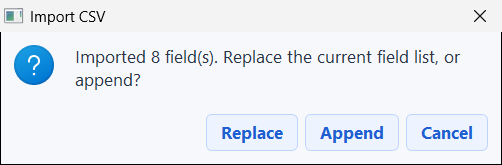 Import CSV
Imported 8 field(s). Replace the current field list, or
append?
Replace Append Cancel